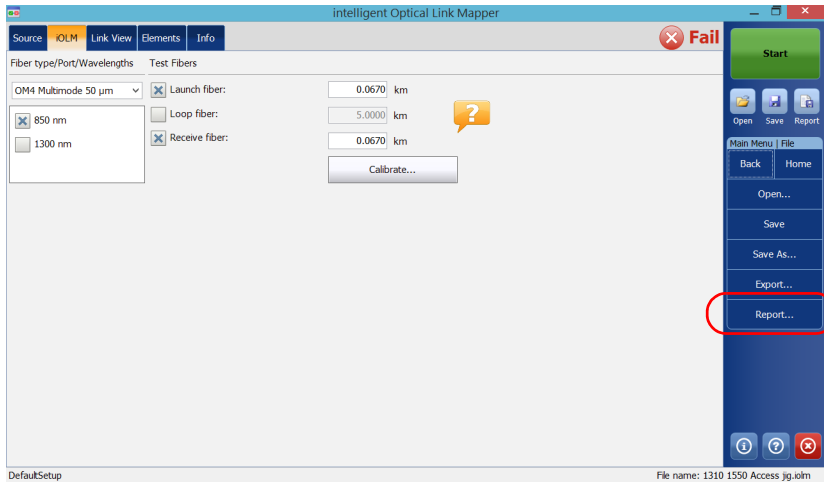 intelligent Optical Link Mapper
Source iOLM Link View Elements Info
Fail
Start
Fiber type/Port/Wavelengths Test Fibers
OM4 Multimode 50 µm
Launch fiber: 0.0670 km
850 nm
Loop fiber: 5.0000 km
?
Receive fiber: 0.0670 km
1300 nm
Calibrate...
Open Save Report
Main Menu | File
Back Home
Open...
Save
Save As...
Export...
Report...
DefaultSetup
File name: 1310 1550 Access jig.iolm